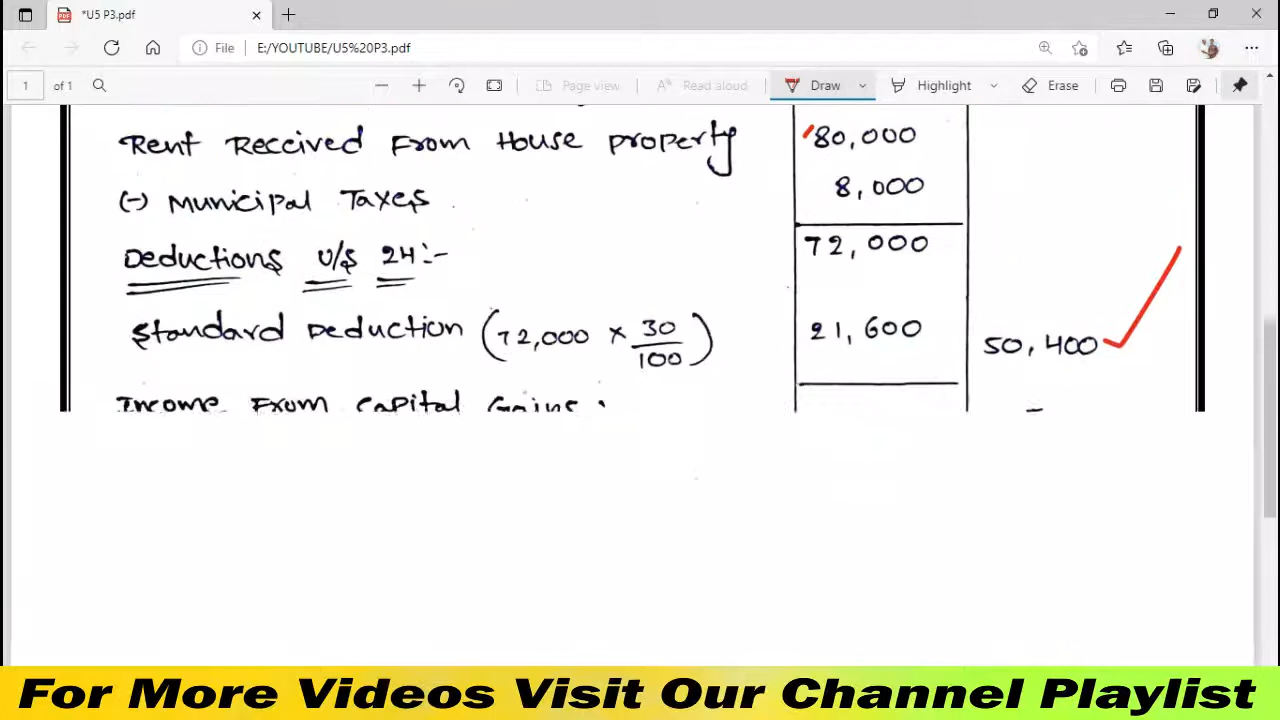 *U5 P3.pdf
File E:/YOUTUBE/U5%20P3.pdf
1 of 1 Page view Read aloud Draw Highlight Erase
Rent Received From House property 80,000
(-) Municipal Taxes 8,000
72,000
Deductions U/S 24:-
Standard Deduction (72,000 × 30/100) 21,600 50,400
Income From Capital Gains :
For More Videos Visit Our Channel Playlist